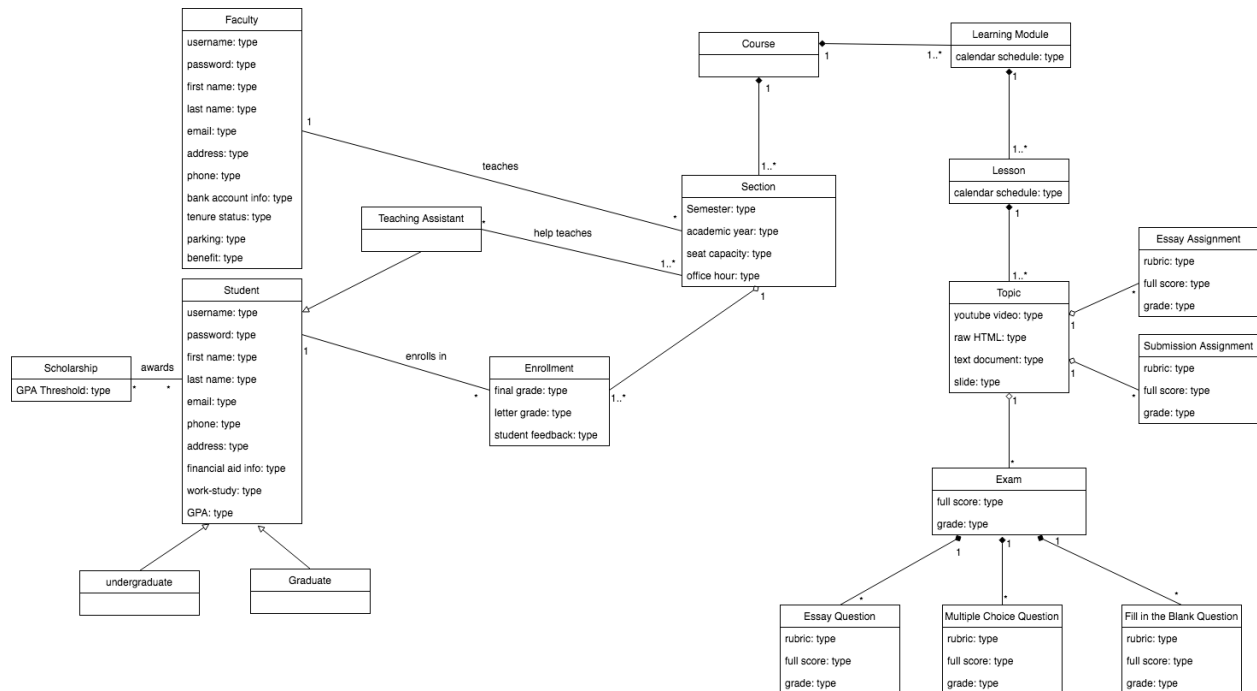 Faculty
username: type
password: type
first name: type
last name: type
email: type
address: type
phone: type
bank account info: type
tenure status: type
parking: type
benefit: type
1
teaches
*
Teaching Assistant
*
help teaches
1..*
Student
username: type
password: type
first name: type
last name: type
email: type
phone: type
address: type
financial aid info: type
work-study: type
GPA: type
1
enrolls in
*
Scholarship
GPA Threshold: type
awards
*
*
undergraduate
Graduate
Enrollment
final grade: type
letter grade: type
student feedback: type
1..*
1
Course
1
1..*
1
1..*
Section
Semester: type
academic year: type
seat capacity: type
office hour: type
Learning Module
calendar schedule: type
1
1..*
Lesson
calendar schedule: type
1
1..*
Topic
youtube video: type
raw HTML: type
text document: type
slide: type
1
*
1
*
1
*
Essay Assignment
rubric: type
full score: type
grade: type
Submission Assignment
rubric: type
full score: type
grade: type
Exam
full score: type
grade: type
1
1
1
*
*
*
Essay Question
rubric: type
full score: type
grade: type
Multiple Choice Question
rubric: type
full score: type
grade: type
Fill in the Blank Question
rubric: type
full score: type
grade: type